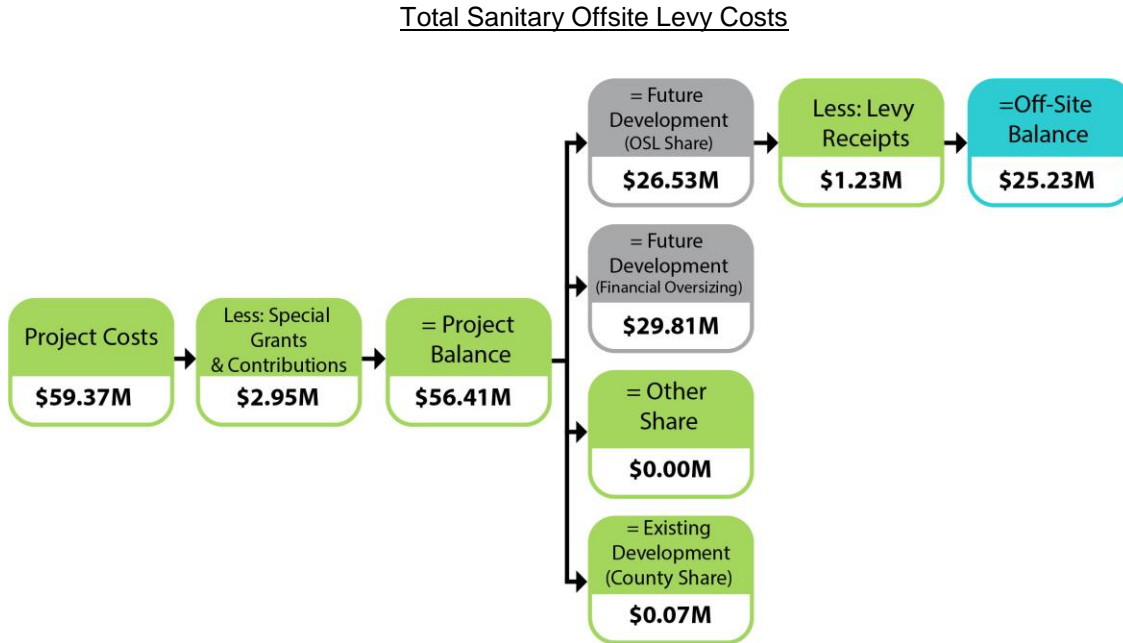 Total Sanitary Offsite Levy Costs
Project Costs
$59.37M
Less: Special
Grants
& Contributions
$2.95M
= Project
Balance
$56.41M
= Future
Development
(OSL Share)
$26.53M
Less: Levy
Receipts
$1.23M
=Off-Site
Balance
$25.23M
= Future
Development
(Financial Oversizing)
$29.81M
= Other
Share
$0.00M
= Existing
Development
(County Share)
$0.07M